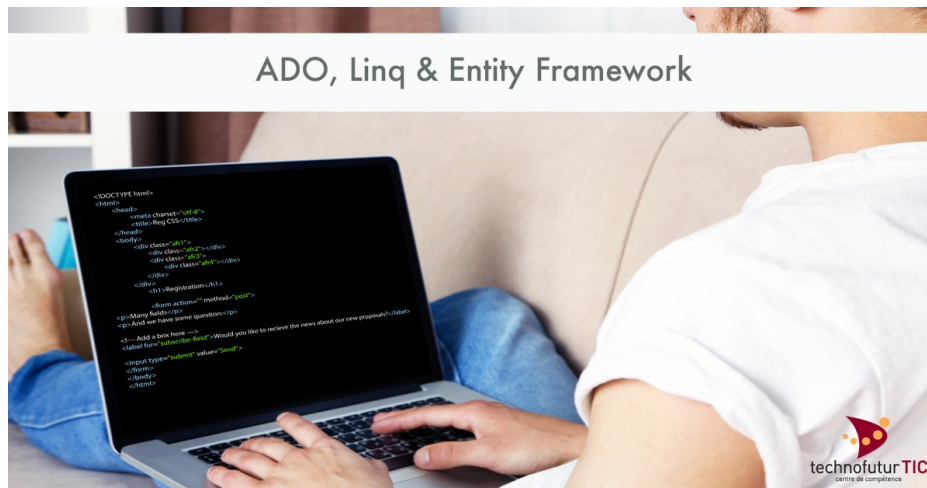 ADO, Linq & Entity Framework
<!DOCTYPE html>
<html>
<head>
<meta charset="utf-8">
<title>Reg CSS</title>
</head>
<body>
<div class="afr1">
<div class="afr2"></div>
<div class="afr3">
<div class="afr4"></div>
</div>
</div>
<h1>Registration</h1>
<form action="" method="post">
<p>Many fields</p>
<p>And we have some question:</p>
<!-- Add a box here -->
<label for="subscribe-field">Would you like to recieve the news about our new proposals?</label>
<input type="submit" value="Send">
</form>
</body>
</html>
technofutur TIC
centre de compétence